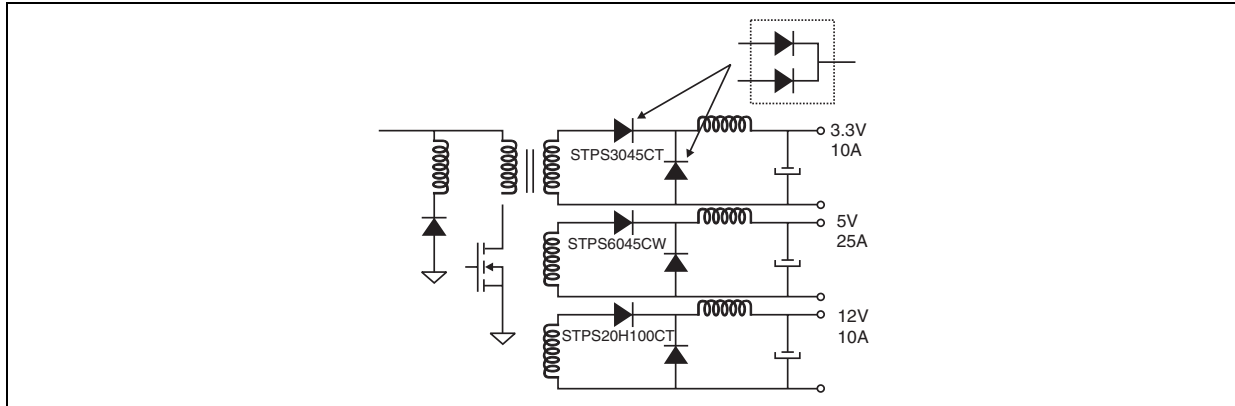 3.3V
10A
STPS3045CT
5V
25A
STPS6045CW
12V
10A
STPS20H100CT